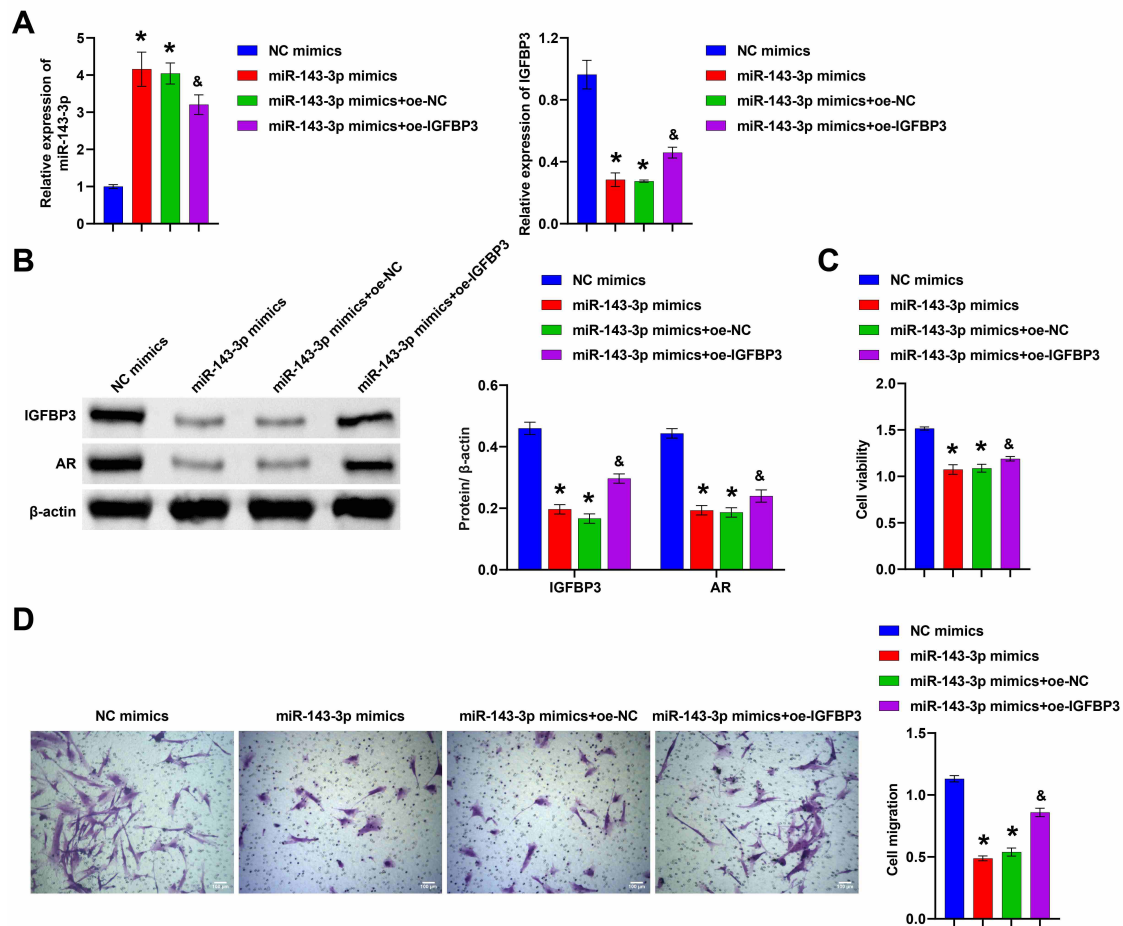 A
Relative expression of
miR-143-3p
5
4
3
2
1
0
*
*
&
NC mimics
miR-143-3p mimics
miR-143-3p mimics+oe-NC
miR-143-3p mimics+oe-IGFBP3
Relative expression of IGFBP3
1.2
0.8
0.4
0.0
*
*
&
NC mimics
miR-143-3p mimics
miR-143-3p mimics+oe-NC
miR-143-3p mimics+oe-IGFBP3
B
NC mimics
miR-143-3p mimics
miR-143-3p mimics+oe-NC
miR-143-3p mimics+oe-IGFBP3
IGFBP3
AR
β-actin
NC mimics
miR-143-3p mimics
miR-143-3p mimics+oe-NC
miR-143-3p mimics+oe-IGFBP3
Protein/ β-actin
0.6
0.4
0.2
0.0
*
*
&
*
*
&
IGFBP3
AR
C
NC mimics
miR-143-3p mimics
miR-143-3p mimics+oe-NC
miR-143-3p mimics+oe-IGFBP3
Cell viability
2.0
1.5
1.0
0.5
0.0
*
*
&
D
NC mimics
miR-143-3p mimics
miR-143-3p mimics+oe-NC
miR-143-3p mimics+oe-IGFBP3
100 μm
100 μm
100 μm
100 μm
NC mimics
miR-143-3p mimics
miR-143-3p mimics+oe-NC
miR-143-3p mimics+oe-IGFBP3
Cell migration
1.5
1.0
0.5
0.0
*
*
&